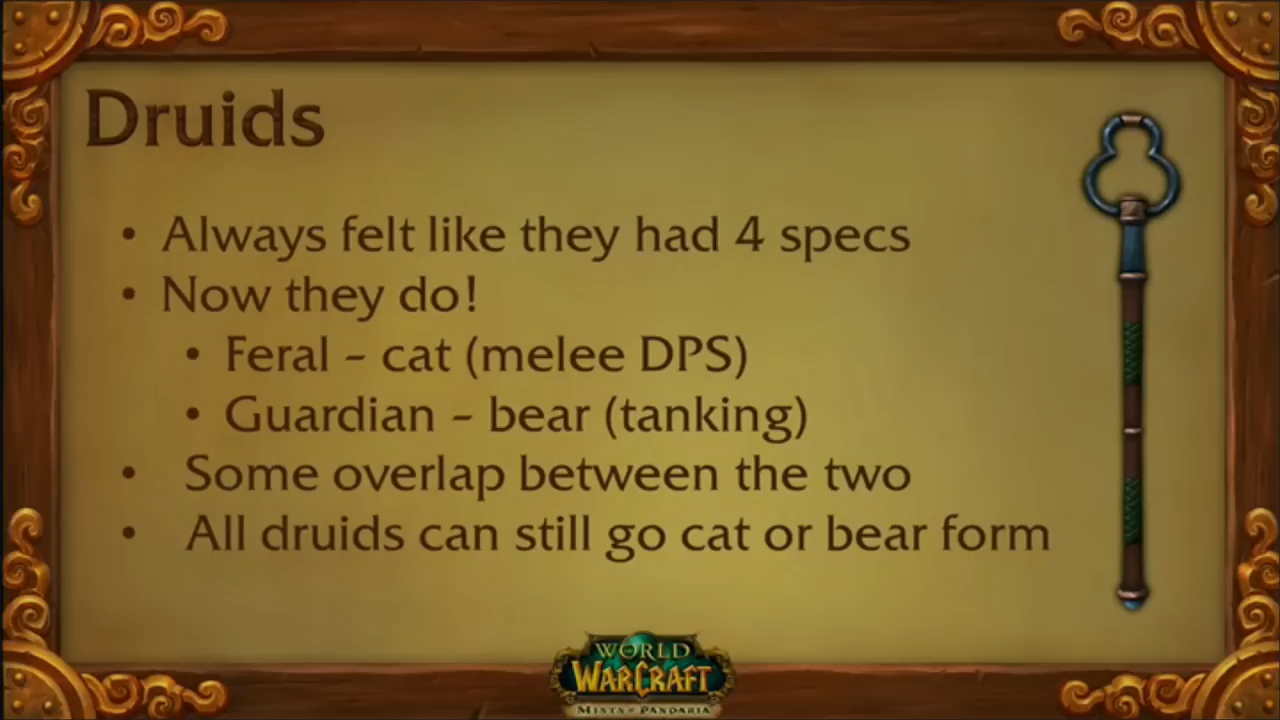 Druids
• Always felt like they had 4 specs
• Now they do!
• Feral – cat (melee DPS)
• Guardian – bear (tanking)
• Some overlap between the two
• All druids can still go cat or bear form
WORLD
WARCRAFT
MISTS OF PANDARIA